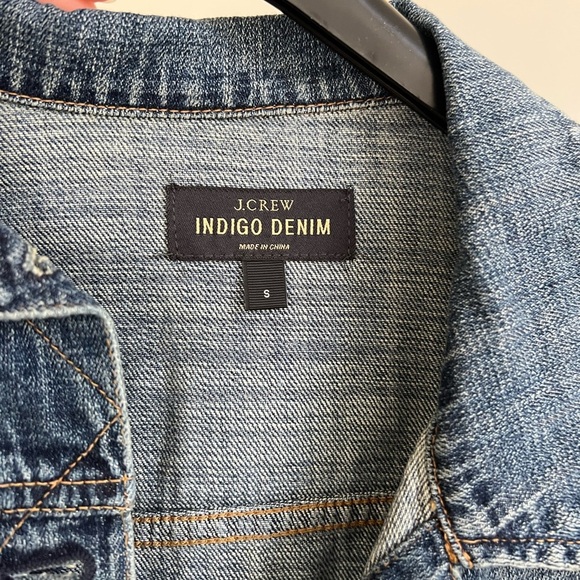 J.CREW
INDIGO DENIM
MADE IN CHINA
S